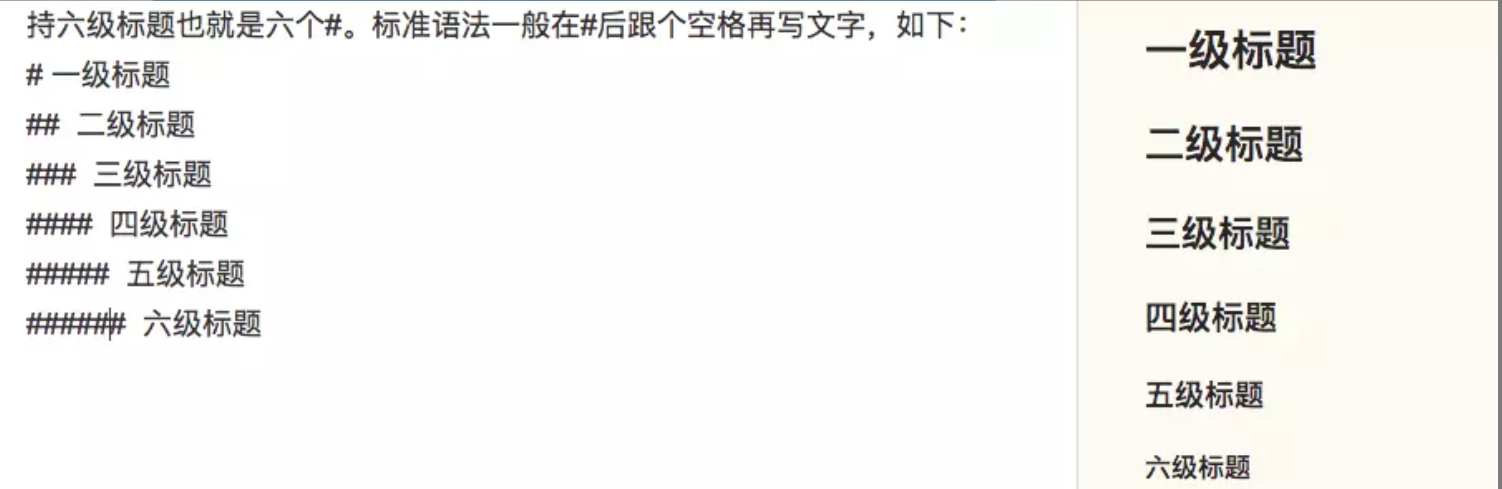 持六级标题也就是六个#。标准语法一般在#后跟个空格再写文字，如下：
# 一级标题
## 二级标题
### 三级标题
#### 四级标题
##### 五级标题
###### 六级标题
一级标题
二级标题
三级标题
四级标题
五级标题
六级标题